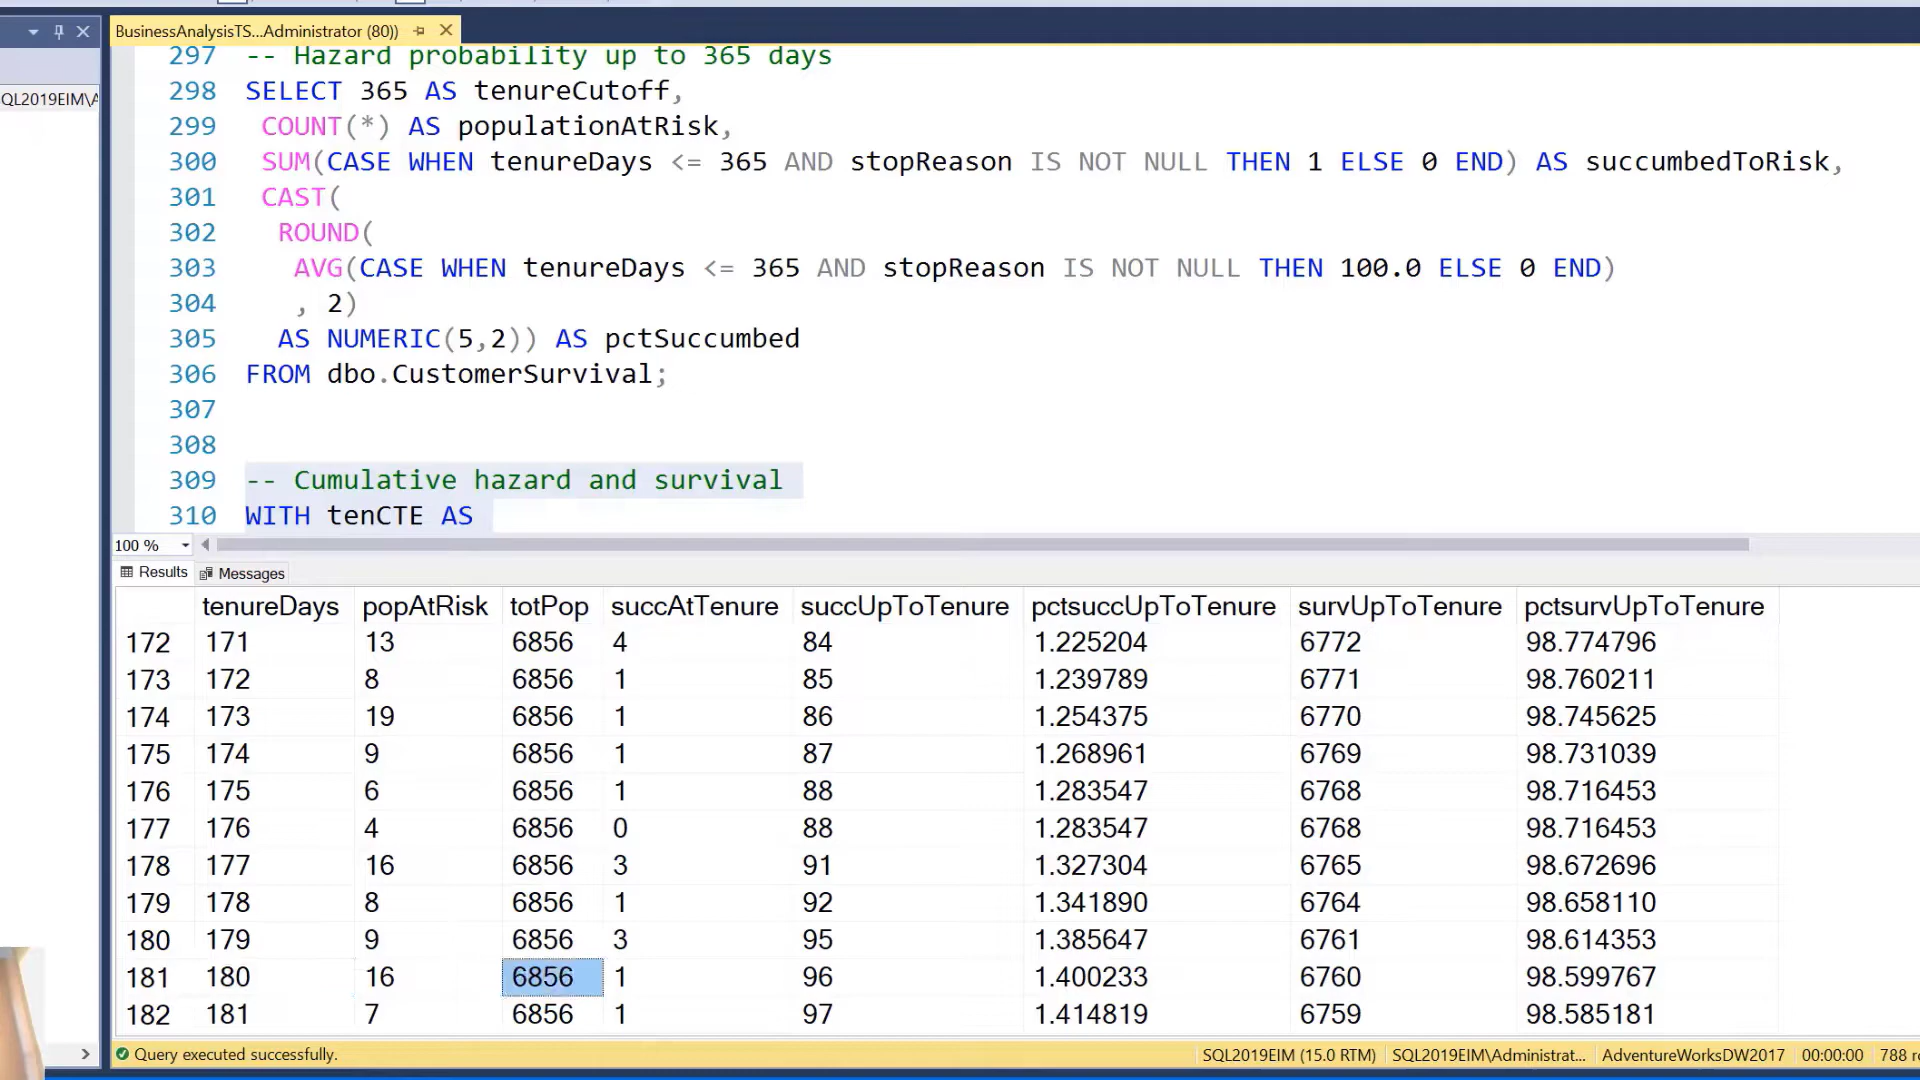 BusinessAnalysisTS...Administrator (80))
QL2019EIM\A
297 -- Hazard probability up to 365 days
298 SELECT 365 AS tenureCutoff,
299 COUNT(*) AS populationAtRisk,
300 SUM(CASE WHEN tenureDays <= 365 AND stopReason IS NOT NULL THEN 1 ELSE 0 END) AS succumbedToRisk,
301 CAST(
302 ROUND(
303 AVG(CASE WHEN tenureDays <= 365 AND stopReason IS NOT NULL THEN 100.0 ELSE 0 END)
304 , 2)
305 AS NUMERIC(5,2)) AS pctSuccumbed
306 FROM dbo.CustomerSurvival;
307
308
309 -- Cumulative hazard and survival
310 WITH tenCTE AS
100 %
Results Messages
tenureDays popAtRisk totPop succAtTenure succUpToTenure pctsuccUpToTenure survUpToTenure pctsurvUpToTenure
172 171 13 6856 4 84 1.225204 6772 98.774796
173 172 8 6856 1 85 1.239789 6771 98.760211
174 173 19 6856 1 86 1.254375 6770 98.745625
175 174 9 6856 1 87 1.268961 6769 98.731039
176 175 6 6856 1 88 1.283547 6768 98.716453
177 176 4 6856 0 88 1.283547 6768 98.716453
178 177 16 6856 3 91 1.327304 6765 98.672696
179 178 8 6856 1 92 1.341890 6764 98.658110
180 179 9 6856 3 95 1.385647 6761 98.614353
181 180 16 6856 1 96 1.400233 6760 98.599767
182 181 7 6856 1 97 1.414819 6759 98.585181
Query executed successfully. SQL2019EIM (15.0 RTM) SQL2019EIM\Administrat... AdventureWorksDW2017 00:00:00 788 ro